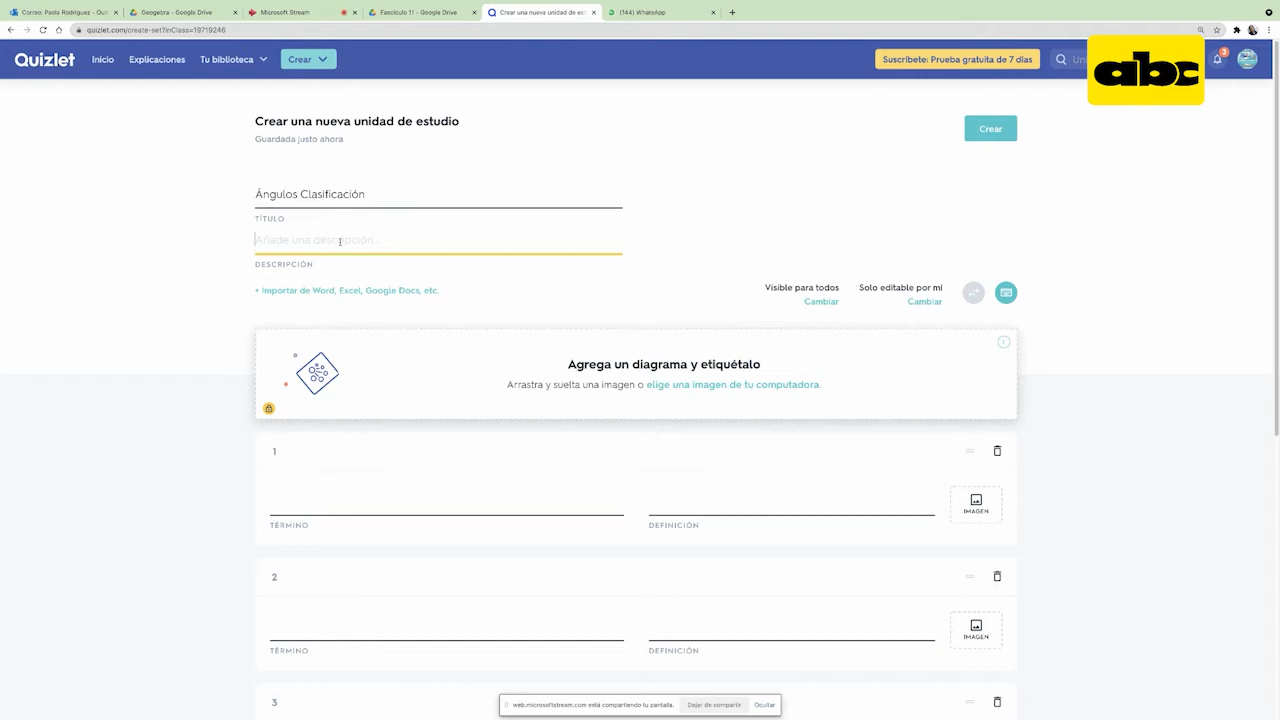 Correo: Paola Rodriguez - Out
Geogebra - Google Drive
Microsoft Stream
Fascículo 11 - Google Drive
Crear una nueva unidad de est
(144) WhatsApp
quizlet.com/create-set?inClass=19719246
Quizlet
Inicio
Explicaciones
Tu biblioteca
Crear
Suscríbete: Prueba gratuita de 7 días
Uni
abc
3
Crear una nueva unidad de estudio
Guardada justo ahora
Crear
Ángulos Clasificación
TÍTULO
Añade una descripción...
DESCRIPCIÓN
+ Importar de Word, Excel, Google Docs, etc.
Visible para todos
Cambiar
Solo editable por mí
Cambiar
Agrega un diagrama y etiquétalo
Arrastra y suelta una imagen o elige una imagen de tu computadora.
1
TÉRMINO
DEFINICIÓN
IMAGEN
2
TÉRMINO
DEFINICIÓN
IMAGEN
3
web.microsoftstream.com está compartiendo tu pantalla.
Dejar de compartir
Ocultar